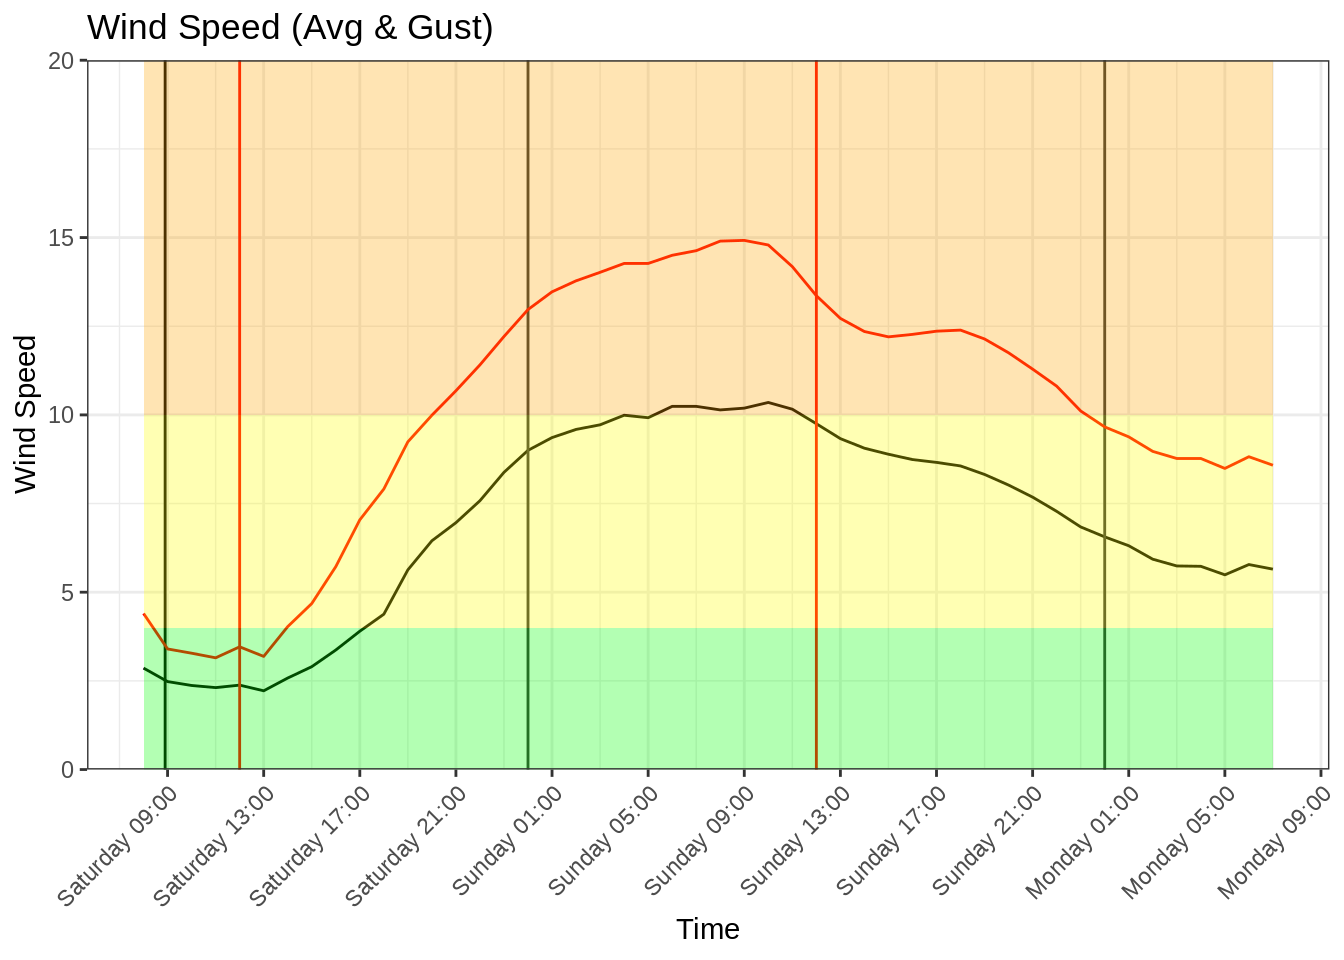 Wind Speed (Avg & Gust)
20
15
10
5
0
Wind Speed
Saturday 09:00
Saturday 13:00
Saturday 17:00
Saturday 21:00
Sunday 01:00
Sunday 05:00
Sunday 09:00
Sunday 13:00
Sunday 17:00
Sunday 21:00
Monday 01:00
Monday 05:00
Monday 09:00
Time